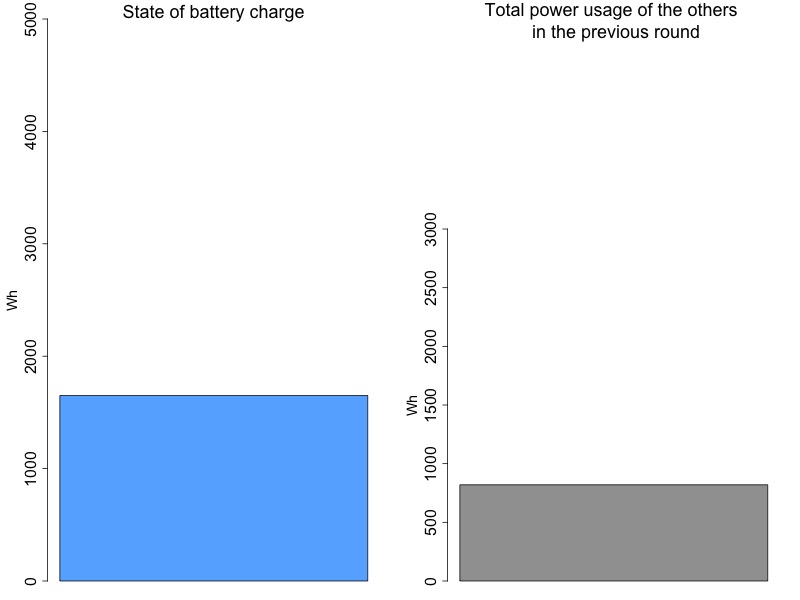 State of battery charge
5000
4000
3000
2000
1000
0
Wh
Total power usage of the others
in the previous round
3000
2500
2000
1500
1000
500
0
Wh